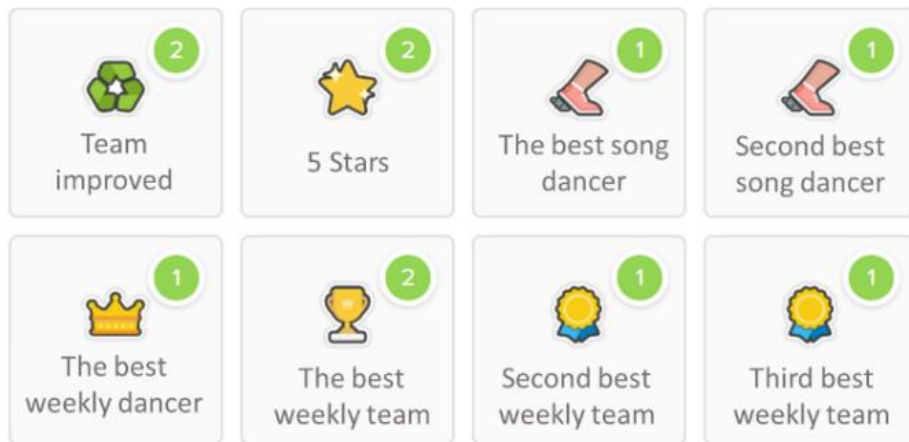 2
Team
improved
2
5 Stars
1
The best song
dancer
1
Second best
song dancer
1
The best
weekly dancer
2
The best
weekly team
1
Second best
weekly team
1
Third best
weekly team